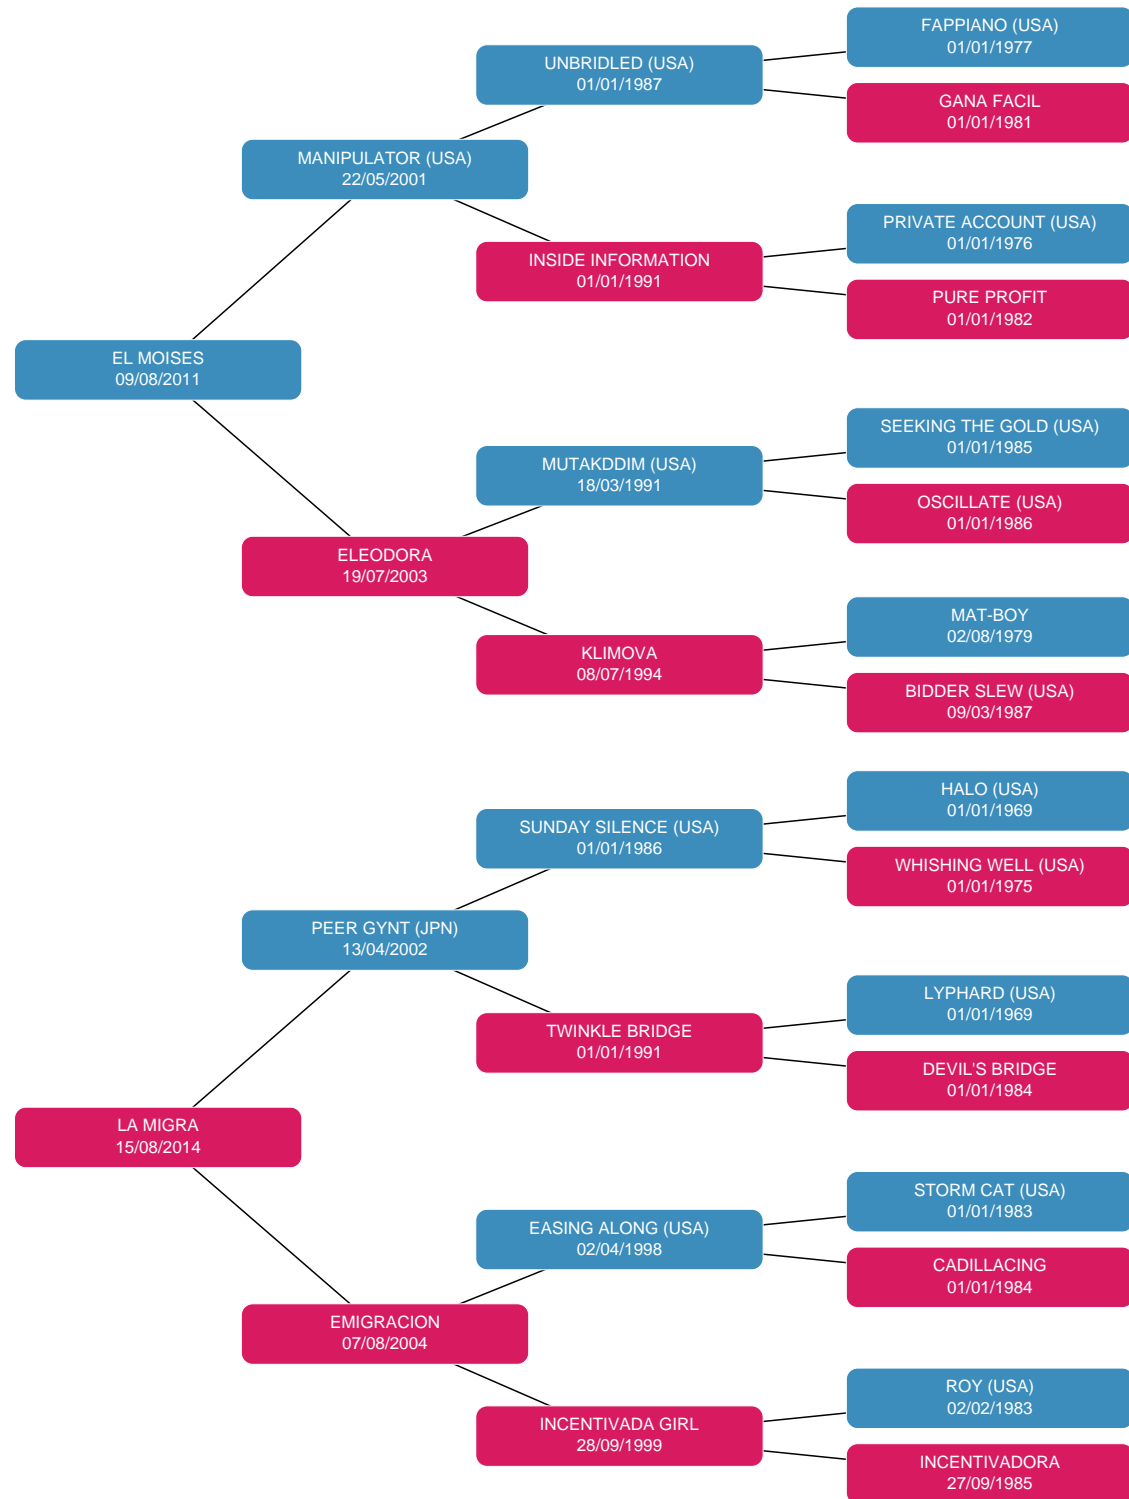 FAPPIANO (USA)
01/01/1977
UNBRIDLED (USA)
01/01/1987
GANA FACIL
01/01/1981
MANIPULATOR (USA)
22/05/2001
PRIVATE ACCOUNT (USA)
01/01/1976
INSIDE INFORMATION
01/01/1991
PURE PROFIT
01/01/1982
EL MOISES
09/08/2011
SEEKING THE GOLD (USA)
01/01/1985
MUTAKDDIM (USA)
18/03/1991
OSCILLATE (USA)
01/01/1986
ELEODORA
19/07/2003
MAT-BOY
02/08/1979
KLIMOVA
08/07/1994
BIDDER SLEW (USA)
09/03/1987
HALO (USA)
01/01/1969
SUNDAY SILENCE (USA)
01/01/1986
WHISHING WELL (USA)
01/01/1975
PEER GYNT (JPN)
13/04/2002
LYPHARD (USA)
01/01/1969
TWINKLE BRIDGE
01/01/1991
DEVIL'S BRIDGE
01/01/1984
LA MIGRA
15/08/2014
STORM CAT (USA)
01/01/1983
EASING ALONG (USA)
02/04/1998
CADILLACING
01/01/1984
EMIGRACION
07/08/2004
ROY (USA)
02/02/1983
INCENTIVADA GIRL
28/09/1999
INCENTIVADORA
27/09/1985